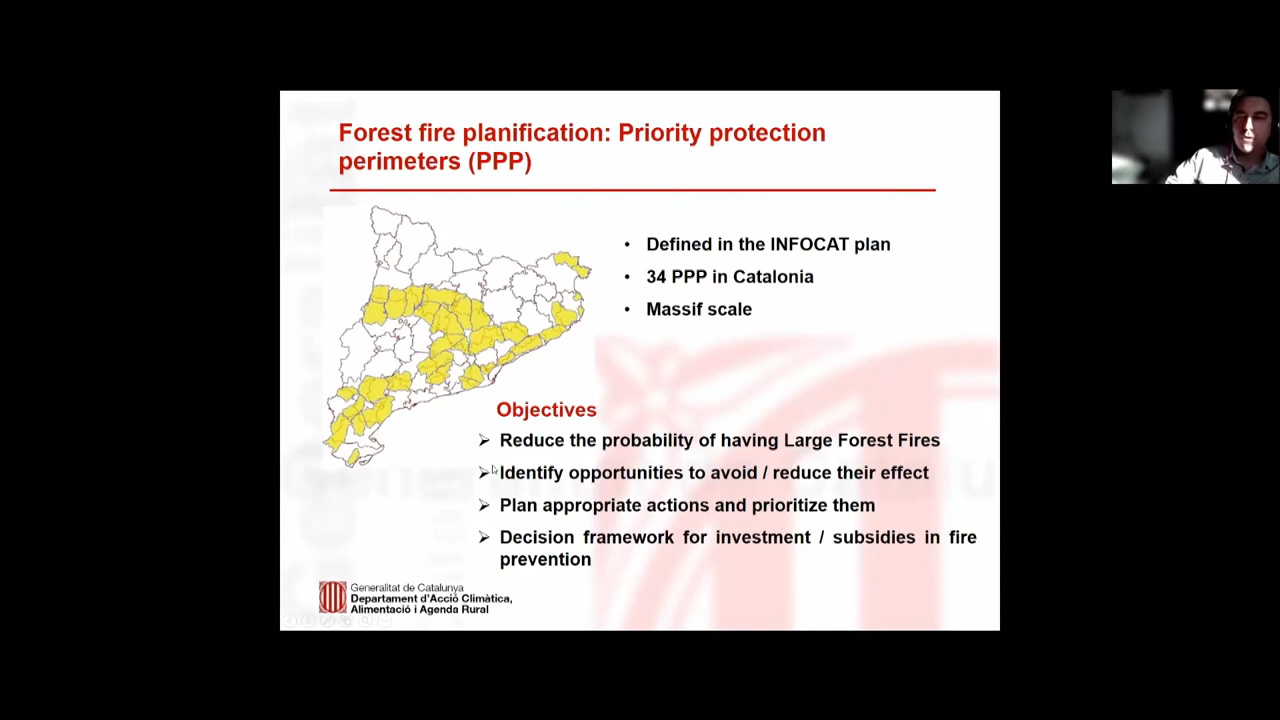 Forest fire planification: Priority protection
perimeters (PPP)
• Defined in the INFOCAT plan
• 34 PPP in Catalonia
• Massif scale
Objectives
➢ Reduce the probability of having Large Forest Fires
➢ Identify opportunities to avoid / reduce their effect
➢ Plan appropriate actions and prioritize them
➢ Decision framework for investment / subsidies in fire
prevention
Generalitat de Catalunya
Departament d'Acció Climàtica,
Alimentació i Agenda Rural